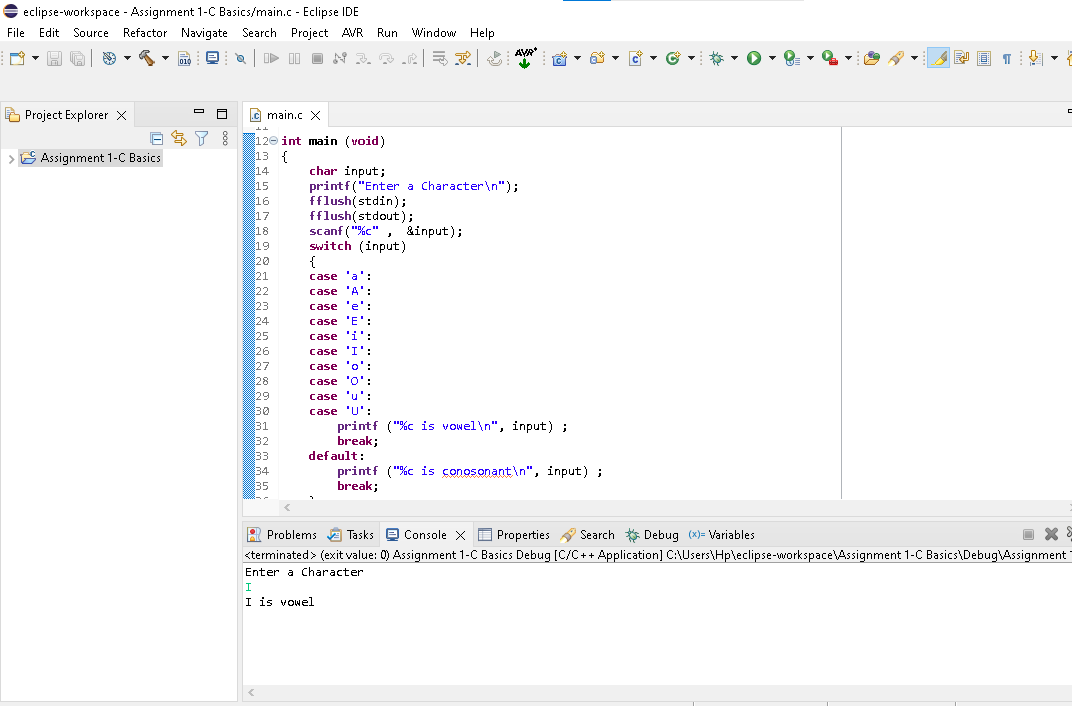 eclipse-workspace - Assignment 1-C Basics/main.c - Eclipse IDE
File Edit Source Refactor Navigate Search Project AVR Run Window Help
010
AVR
Project Explorer
main.c
Assignment 1-C Basics
11
12 int main (void)
13 {
14 char input;
15 printf("Enter a Character\n");
16 fflush(stdin);
17 fflush(stdout);
18 scanf("%c" , &input);
19 switch (input)
20 {
21 case 'a':
22 case 'A':
23 case 'e':
24 case 'E':
25 case 'i':
26 case 'I':
27 case 'o':
28 case 'O':
29 case 'u':
30 case 'U':
31 printf ("%c is vowel\n", input) ;
32 break;
33 default:
34 printf ("%c is conosonant\n", input) ;
35 break;
Problems Tasks Console Properties Search Debug (x)= Variables
<terminated> (exit value: 0) Assignment 1-C Basics Debug [C/C++ Application] C:\Users\Hp\eclipse-workspace\Assignment 1-C Basics\Debug\Assignment 1
Enter a Character
I
I is vowel